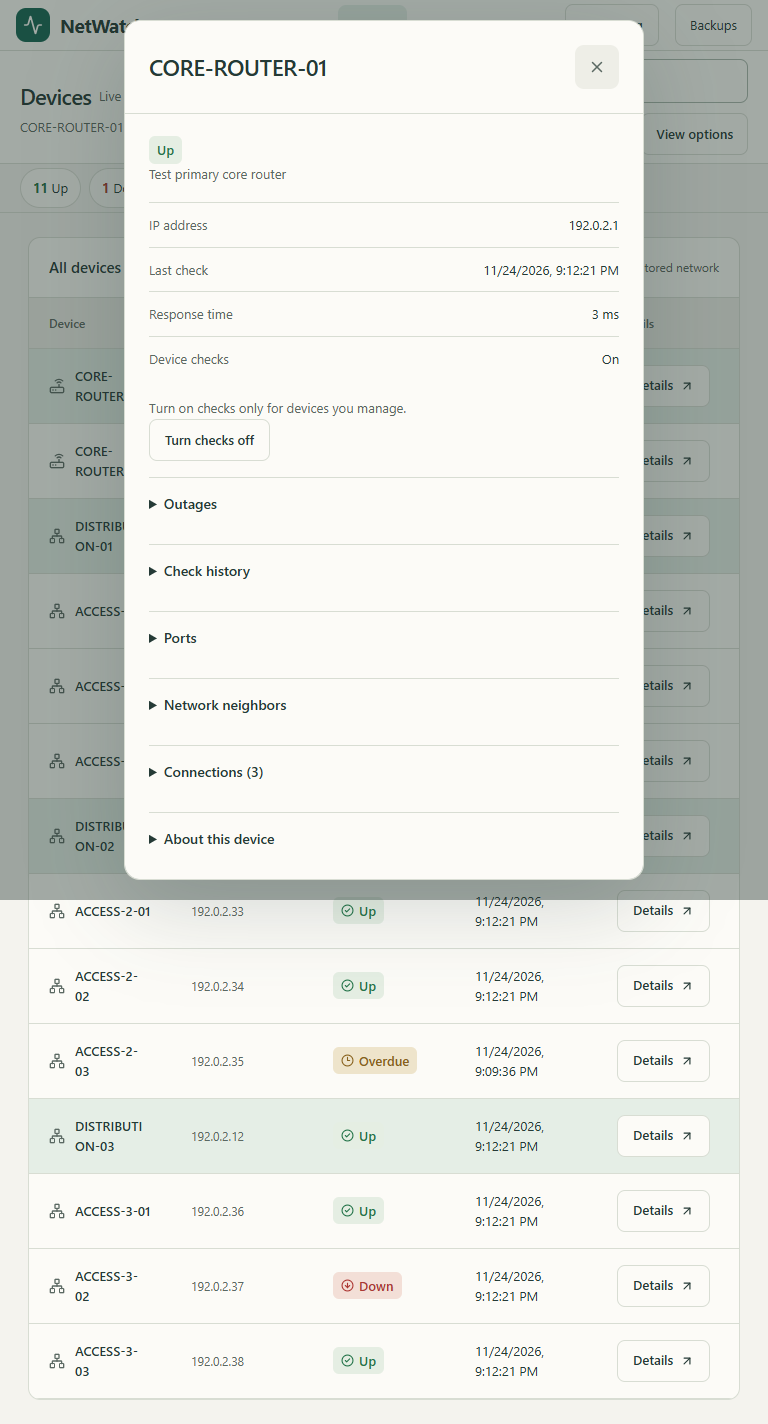 NetWat
Backups
Devices Live
CORE-ROUTER-01
View options
11 Up
1 D
CORE-ROUTER-01
Up
Test primary core router
IP address 192.0.2.1
Last check 11/24/2026, 9:12:21 PM
Response time 3 ms
Device checks On
Turn on checks only for devices you manage.
Turn checks off
Outages
Check history
Ports
Network neighbors
Connections (3)
About this device
All devices
tored network
Device
ils
CORE-
ROUTER
etails
CORE-
ROUTER
etails
DISTRIBU
ON-01
etails
ACCESS-
etails
ACCESS-
etails
ACCESS-
etails
DISTRIBU
ON-02
etails
ACCESS-2-01 192.0.2.33 Up 11/24/2026, Details
9:12:21 PM
ACCESS-2- 192.0.2.34 Up 11/24/2026, Details
02 9:12:21 PM
ACCESS-2- 192.0.2.35 Overdue 11/24/2026, Details
03 9:09:36 PM
DISTRIBUTI 192.0.2.12 Up 11/24/2026, Details
ON-03 9:12:21 PM
ACCESS-3-01 192.0.2.36 Up 11/24/2026, Details
9:12:21 PM
ACCESS-3- 192.0.2.37 Down 11/24/2026, Details
02 9:12:21 PM
ACCESS-3- 192.0.2.38 Up 11/24/2026, Details
03 9:12:21 PM